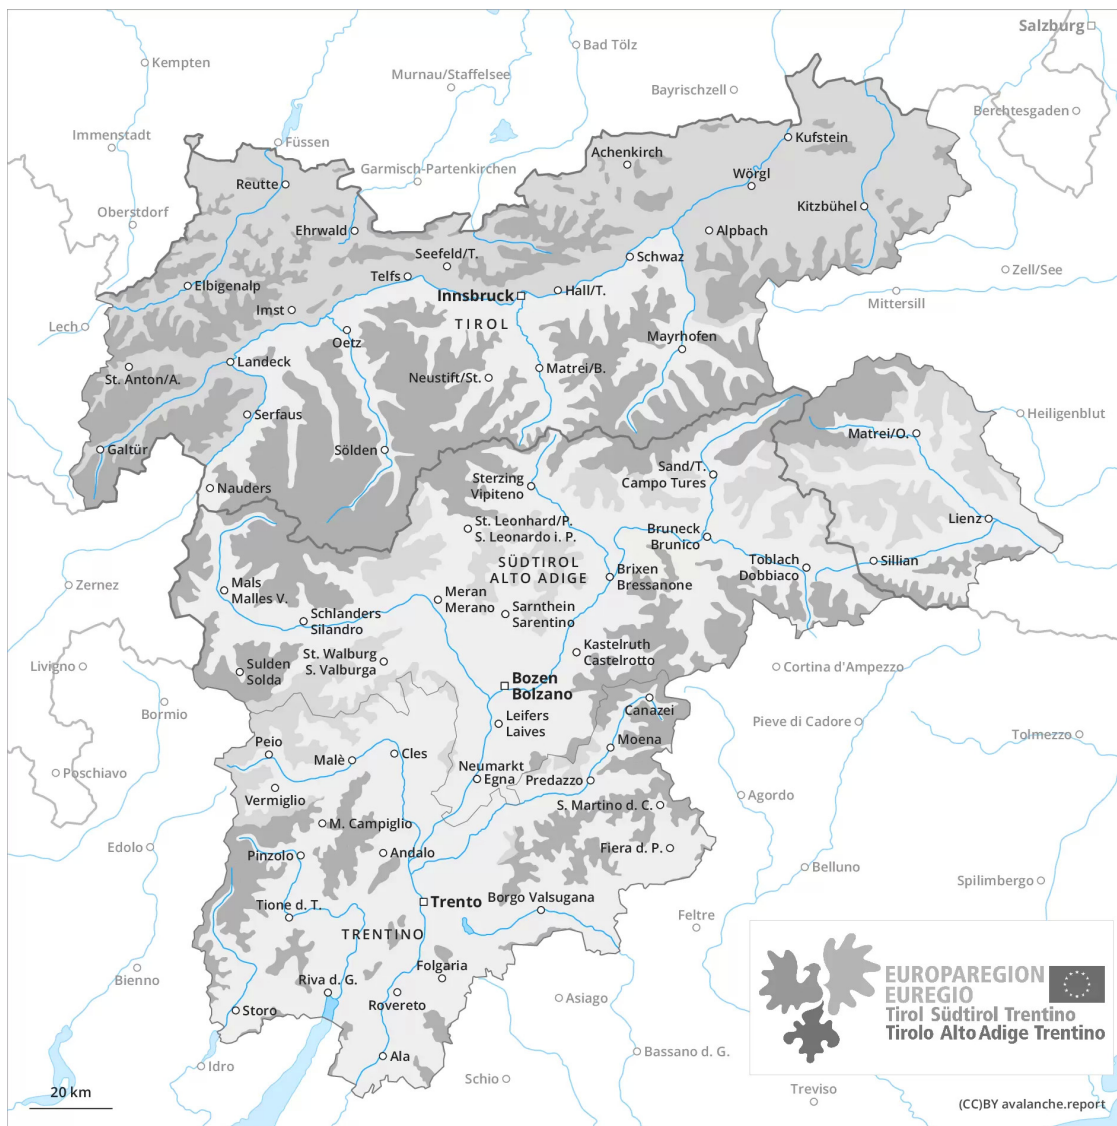 Salzburg
Bad Tölz
Kempten
Murnau/Staffelsee
Bayrischzell
Berchtesgaden
Immenstadt
Füssen
Kufstein
Achenkirch
Garmisch-Partenkirchen
Wörgl
Reutte
Kitzbühel
Oberstdorf
Ehrwald
Alpbach
Seefeld/T.
Schwaz
Telfs
Zell/See
Elbigenalp
Hall/T.
Innsbruck
Mittersill
Imst
TIROL
Lech
Oetz
Mayrhofen
Landeck
Matrei/B.
St. Anton/A.
Neustift/St.
Serfaus
Heiligenblut
Matrei/O.
Galtür
Sölden
Sand/T.
Campo Tures
Sterzing
Vipiteno
Nauders
Lienz
St. Leonhard/P.
S. Leonardo i. P.
Bruneck
Brunico
SÜDTIROL
ALTO ADIGE
Toblach
Dobbiaco
Sillian
Brixen
Bressanone
Zernez
Mals
Malles V.
Meran
Merano
Schlanders
Silandro
Sarnthein
Sarentino
Kastelruth
Castelrotto
St. Walburg
S. Valburga
Livigno
Sulden
Solda
Cortina d'Ampezzo
Bozen
Bolzano
Bormio
Canazei
Leifers
Laives
Pieve di Cadore
Tolmezzo
Moena
Peio
Malè
Cles
Poschiavo
Neumarkt
Egna
Predazzo
Vermiglio
Agordo
S. Martino d. C.
M. Campiglio
Edolo
Pinzolo
Andalo
Fiera d. P.
Belluno
Spilimbergo
Trento
Borgo Valsugana
Tione d. T.
Feltre
TRENTINO
Folgaria
Bienno
Riva d. G.
Rovereto
Asiago
Storo
EUROPAREGION
EUREGIO
Tirol Südtirol Trentino
Tirolo Alto Adige Trentino
Ala
Bassano d. G.
Idro
Schio
Treviso
20 km
(CC)BY avalanche.report